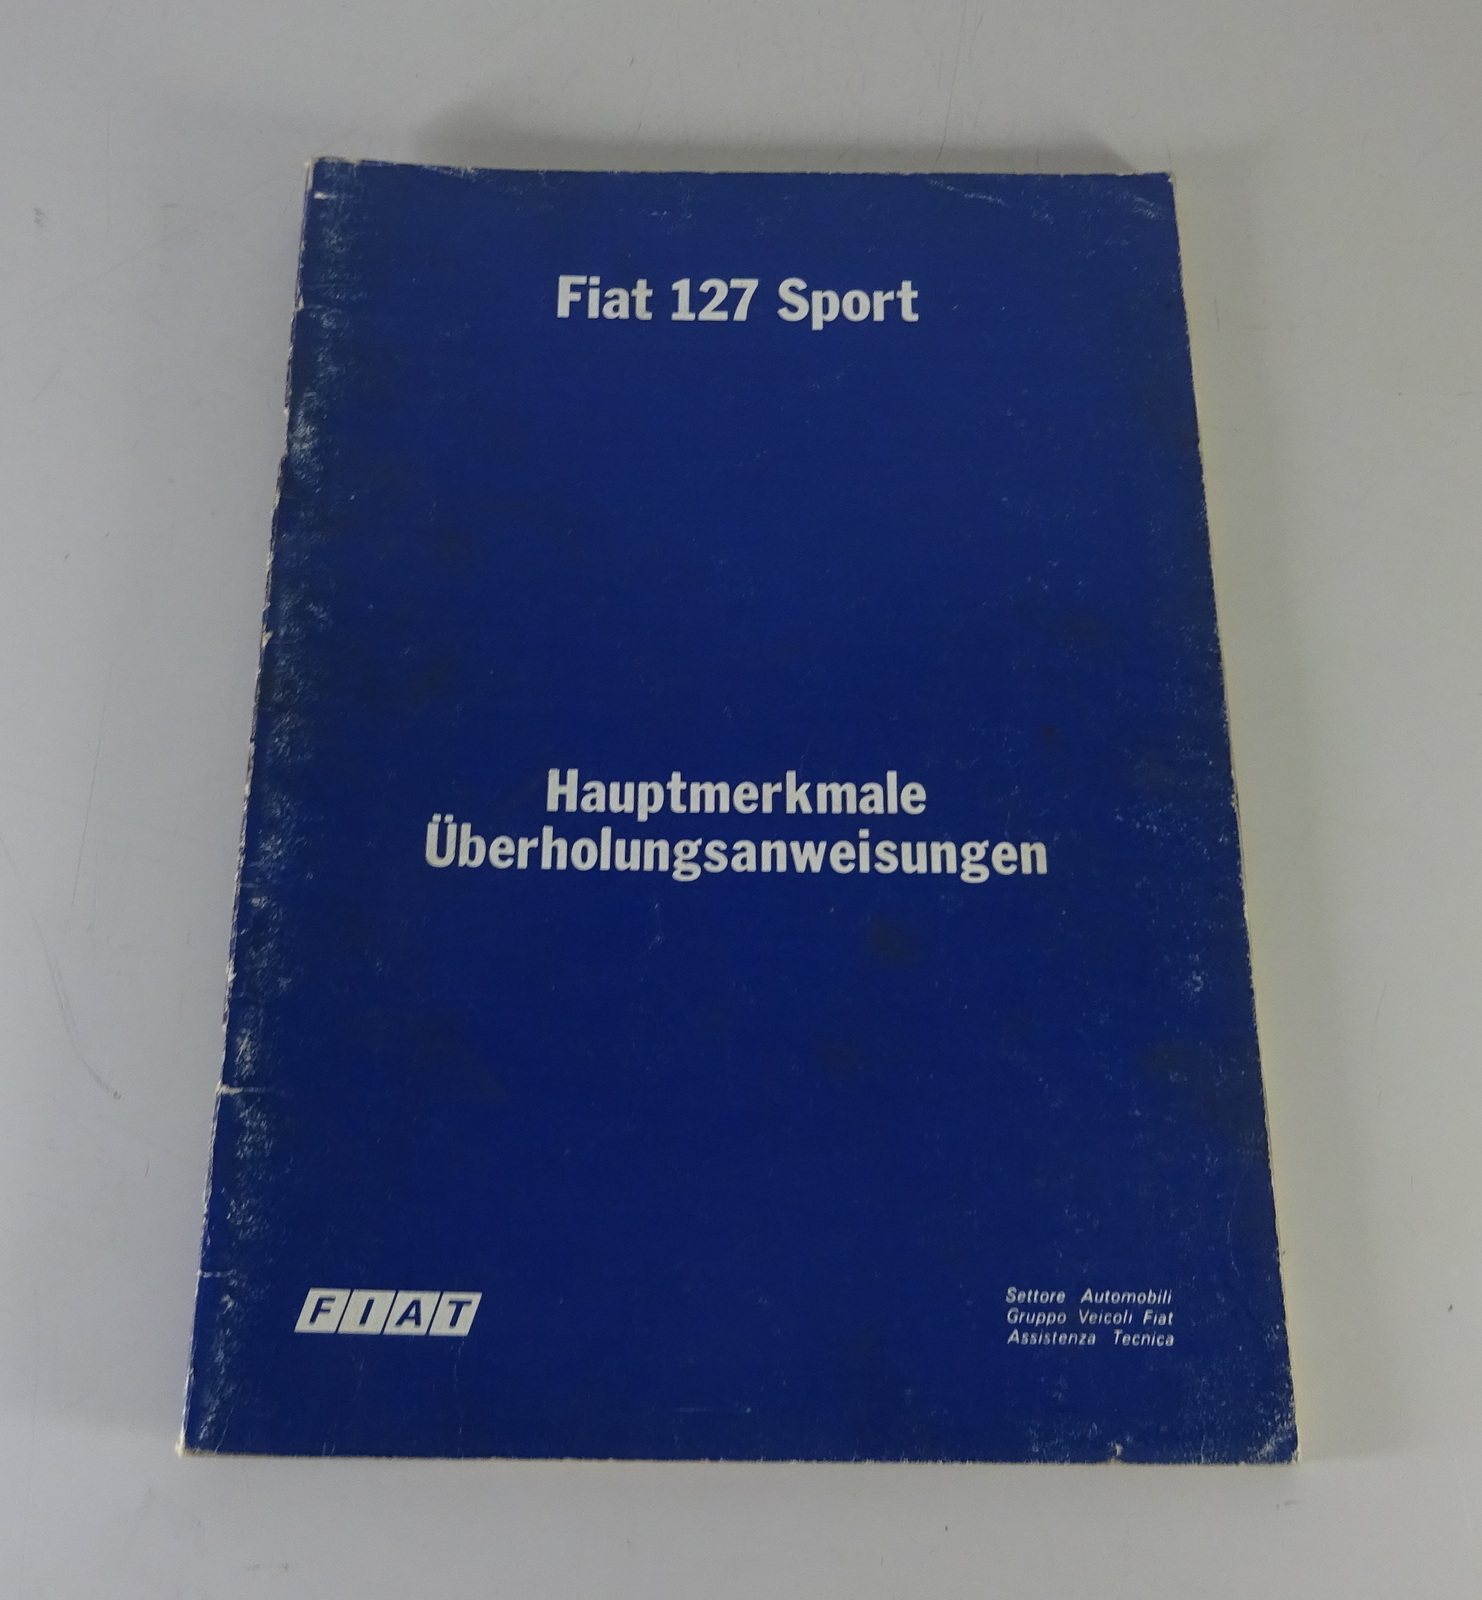 Fiat 127 Sport
Hauptmerkmale
Überholungsanweisungen
FIAT
Settore Automobili
Gruppo Veicoli Fiat
Assistenza Tecnica